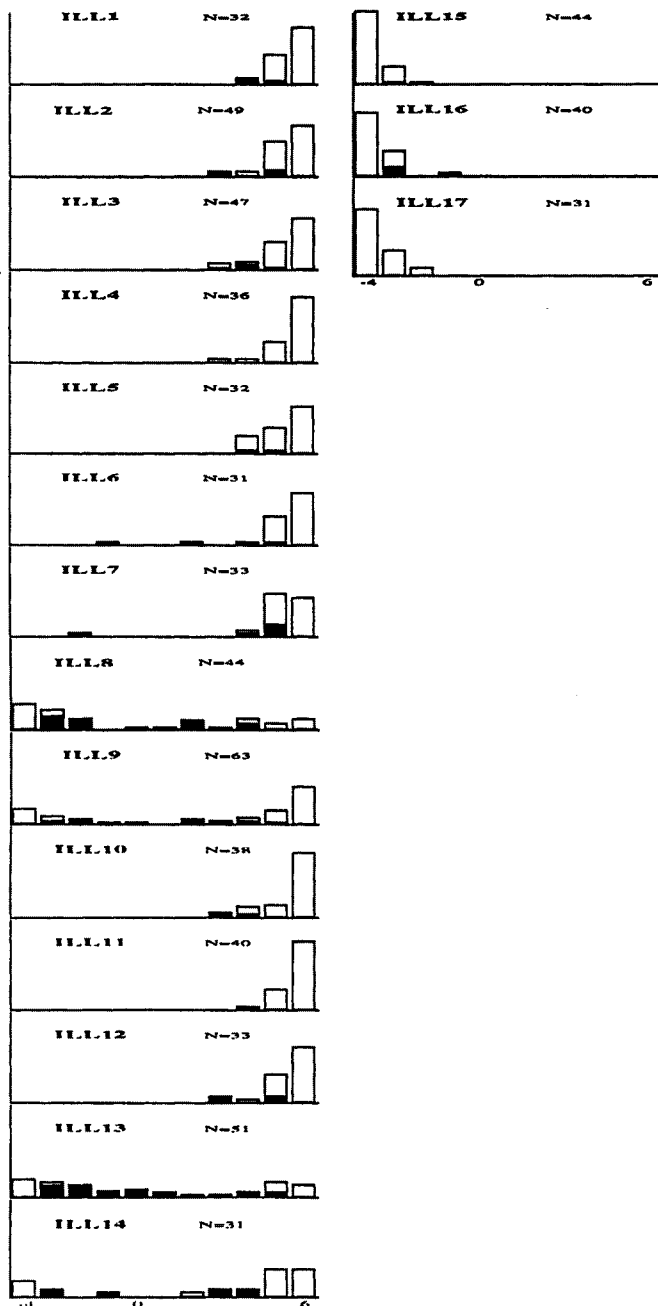 ILL1 N=32
ILL2 N=49
ILL3 N=47
ILL4 N=36
ILL5 N=32
ILL6 N=31
ILL7 N=33
ILL8 N=44
ILL9 N=63
ILL10 N=38
ILL11 N=40
ILL12 N=33
ILL13 N=51
ILL14 N=31
0 6
ILL15 N=44
ILL16 N=40
ILL17 N=31
-4 0 6